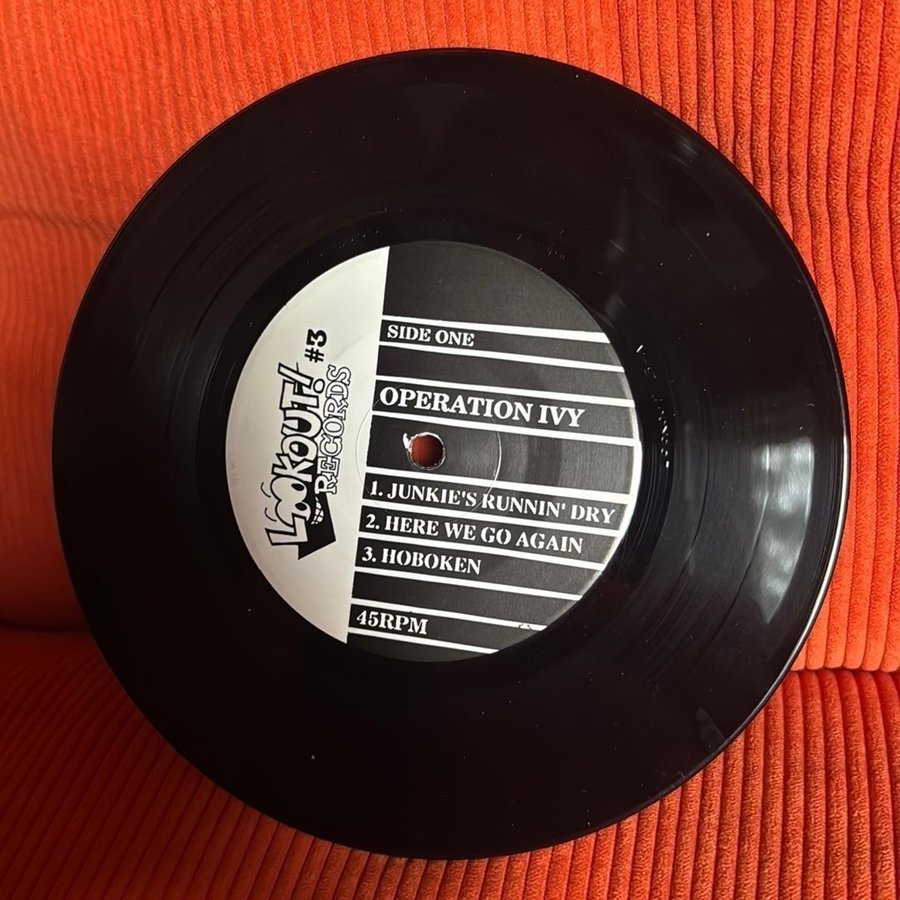 LOOKOUT! #3
RECORDS
SIDE ONE
OPERATION IVY
1. JUNKIE'S RUNNIN' DRY
2. HERE WE GO AGAIN
3. HOBOKEN
45RPM